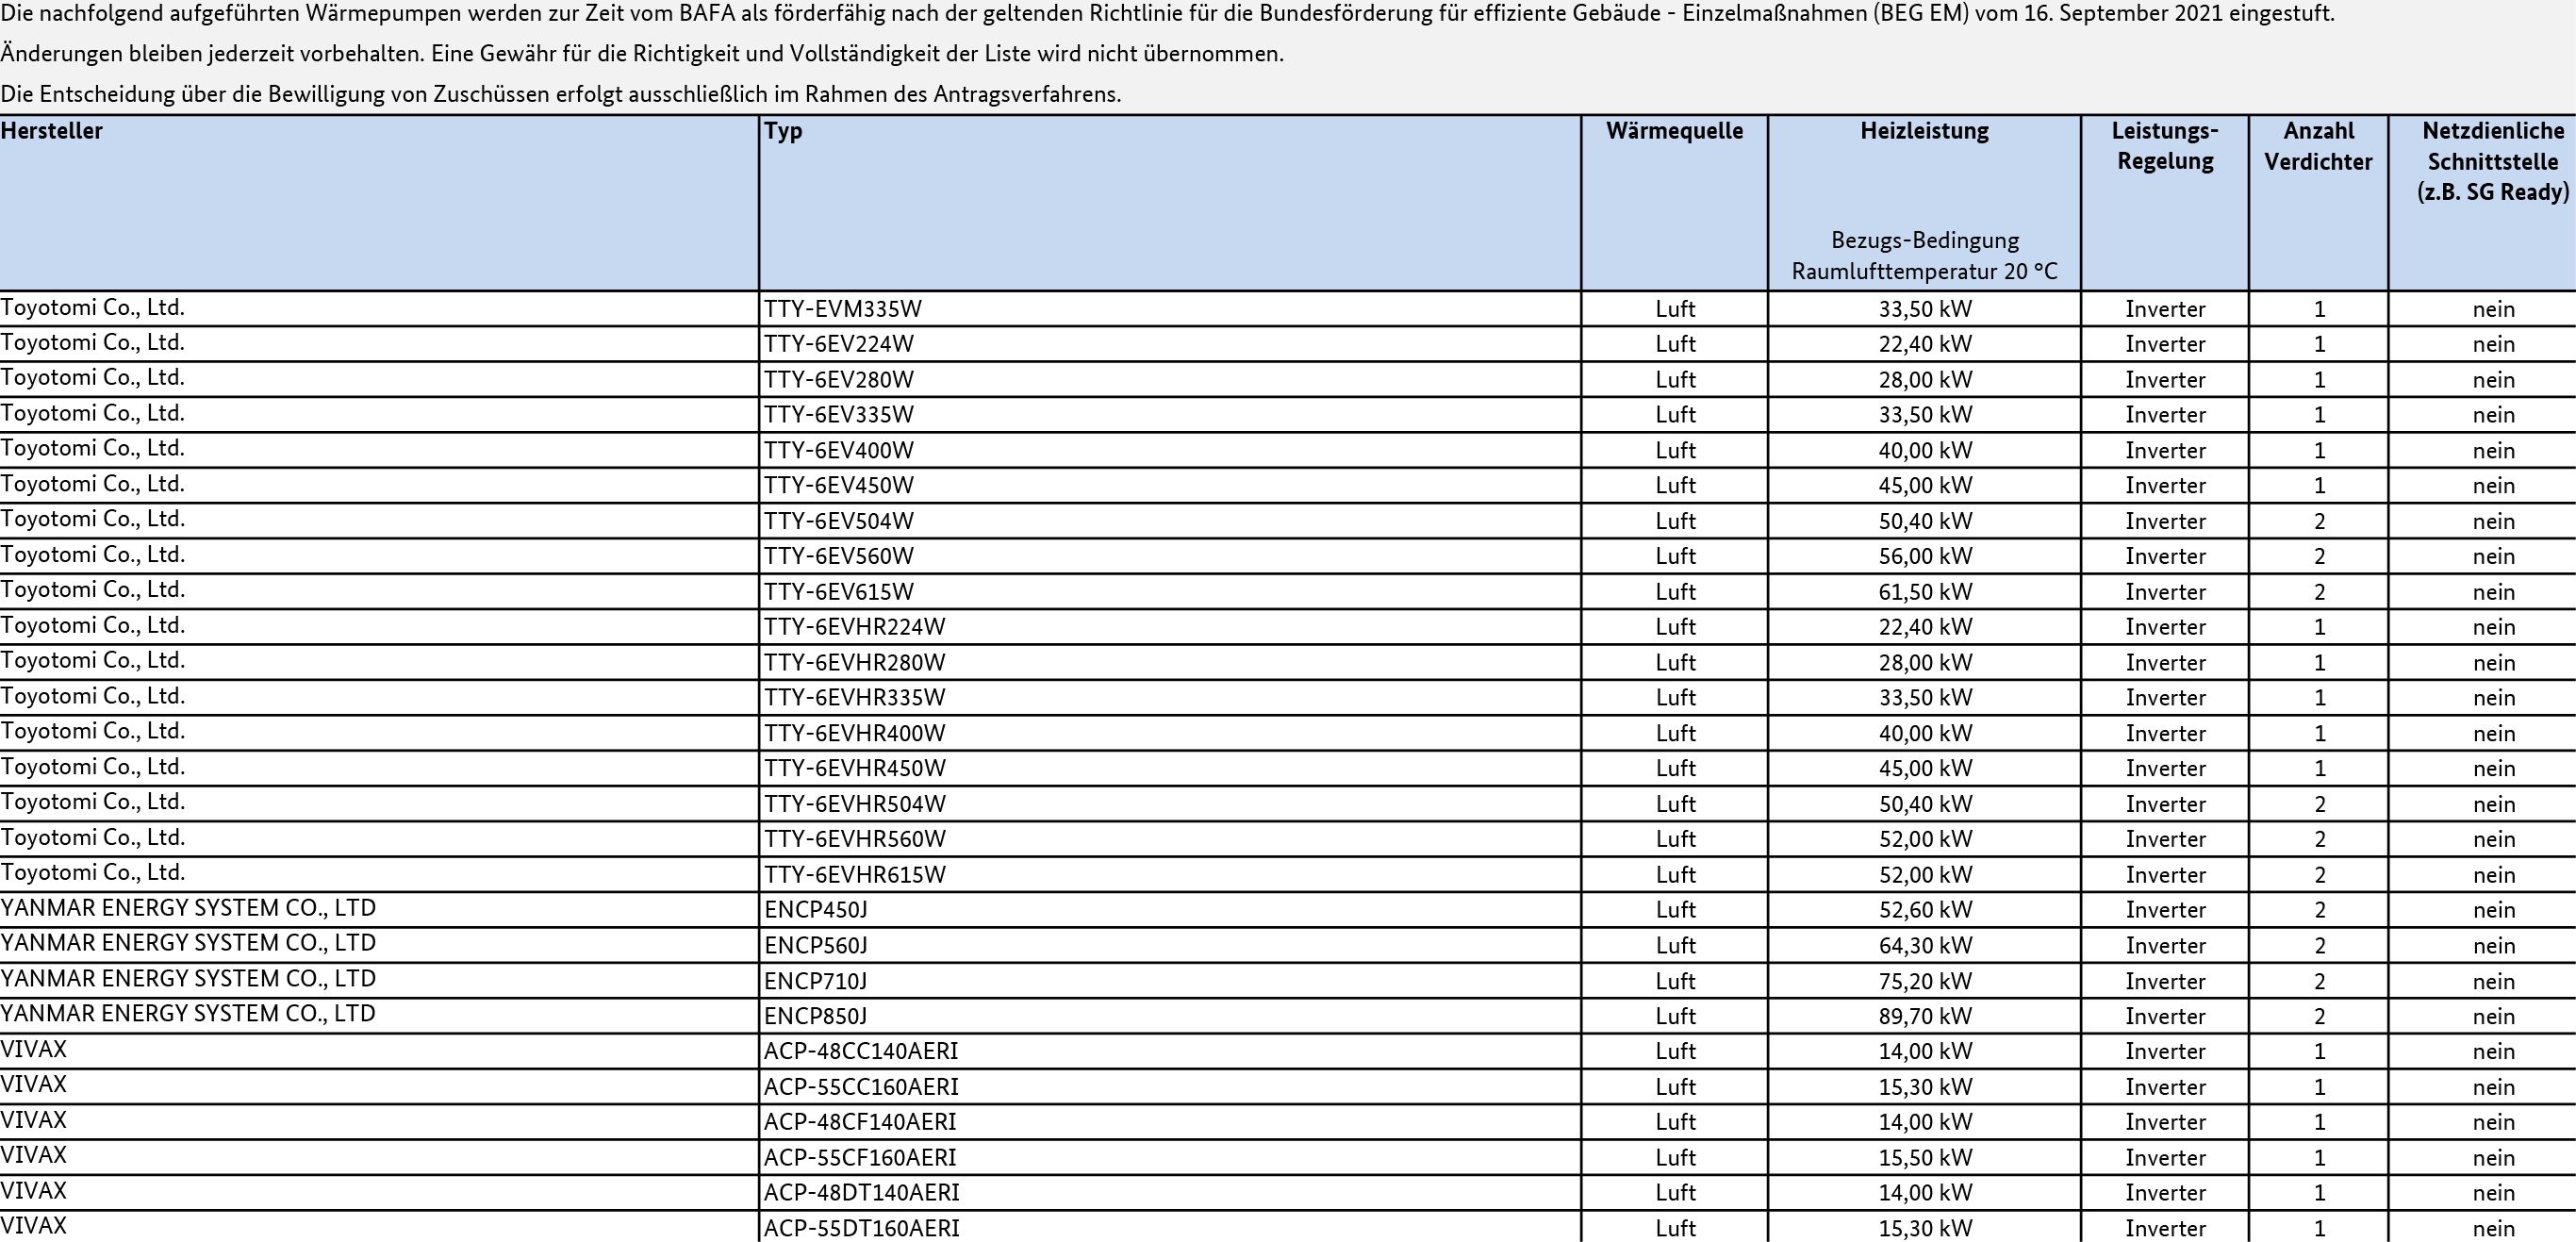 Die nachfolgend aufgeführten Wärmepumpen werden zur Zeit vom BAFA als förderfähig nach der geltenden Richtlinie für die Bundesförderung für effiziente Gebäude - Einzelmaßnahmen (BEG EM) vom 16. September 2021 eingestuft.
Änderungen bleiben jederzeit vorbehalten. Eine Gewähr für die Richtigkeit und Vollständigkeit der Liste wird nicht übernommen.
Die Entscheidung über die Bewilligung von Zuschüssen erfolgt ausschließlich im Rahmen des Antragsverfahrens.
Hersteller Typ Wärmequelle Heizleistung Leistungs- Anzahl Netzdienliche
Regelung Verdichter Schnittstelle
(z.B. SG Ready)
Bezugs-Bedingung
Raumlufttemperatur 20 °C
Toyotomi Co., Ltd. TTY-EVM335W Luft 33,50 kW Inverter 1 nein
Toyotomi Co., Ltd. TTY-6EV224W Luft 22,40 kW Inverter 1 nein
Toyotomi Co., Ltd. TTY-6EV280W Luft 28,00 kW Inverter 1 nein
Toyotomi Co., Ltd. TTY-6EV335W Luft 33,50 kW Inverter 1 nein
Toyotomi Co., Ltd. TTY-6EV400W Luft 40,00 kW Inverter 1 nein
Toyotomi Co., Ltd. TTY-6EV450W Luft 45,00 kW Inverter 1 nein
Toyotomi Co., Ltd. TTY-6EV504W Luft 50,40 kW Inverter 2 nein
Toyotomi Co., Ltd. TTY-6EV560W Luft 56,00 kW Inverter 2 nein
Toyotomi Co., Ltd. TTY-6EV615W Luft 61,50 kW Inverter 2 nein
Toyotomi Co., Ltd. TTY-6EVHR224W Luft 22,40 kW Inverter 1 nein
Toyotomi Co., Ltd. TTY-6EVHR280W Luft 28,00 kW Inverter 1 nein
Toyotomi Co., Ltd. TTY-6EVHR335W Luft 33,50 kW Inverter 1 nein
Toyotomi Co., Ltd. TTY-6EVHR400W Luft 40,00 kW Inverter 1 nein
Toyotomi Co., Ltd. TTY-6EVHR450W Luft 45,00 kW Inverter 1 nein
Toyotomi Co., Ltd. TTY-6EVHR504W Luft 50,40 kW Inverter 2 nein
Toyotomi Co., Ltd. TTY-6EVHR560W Luft 52,00 kW Inverter 2 nein
Toyotomi Co., Ltd. TTY-6EVHR615W Luft 52,00 kW Inverter 2 nein
YANMAR ENERGY SYSTEM CO., LTD ENCP450J Luft 52,60 kW Inverter 2 nein
YANMAR ENERGY SYSTEM CO., LTD ENCP560J Luft 64,30 kW Inverter 2 nein
YANMAR ENERGY SYSTEM CO., LTD ENCP710J Luft 75,20 kW Inverter 2 nein
YANMAR ENERGY SYSTEM CO., LTD ENCP850J Luft 89,70 kW Inverter 2 nein
VIVAX ACP-48CC140AERI Luft 14,00 kW Inverter 1 nein
VIVAX ACP-55CC160AERI Luft 15,30 kW Inverter 1 nein
VIVAX ACP-48CF140AERI Luft 14,00 kW Inverter 1 nein
VIVAX ACP-55CF160AERI Luft 15,50 kW Inverter 1 nein
VIVAX ACP-48DT140AERI Luft 14,00 kW Inverter 1 nein
VIVAX ACP-55DT160AERI Luft 15,30 kW Inverter 1 nein